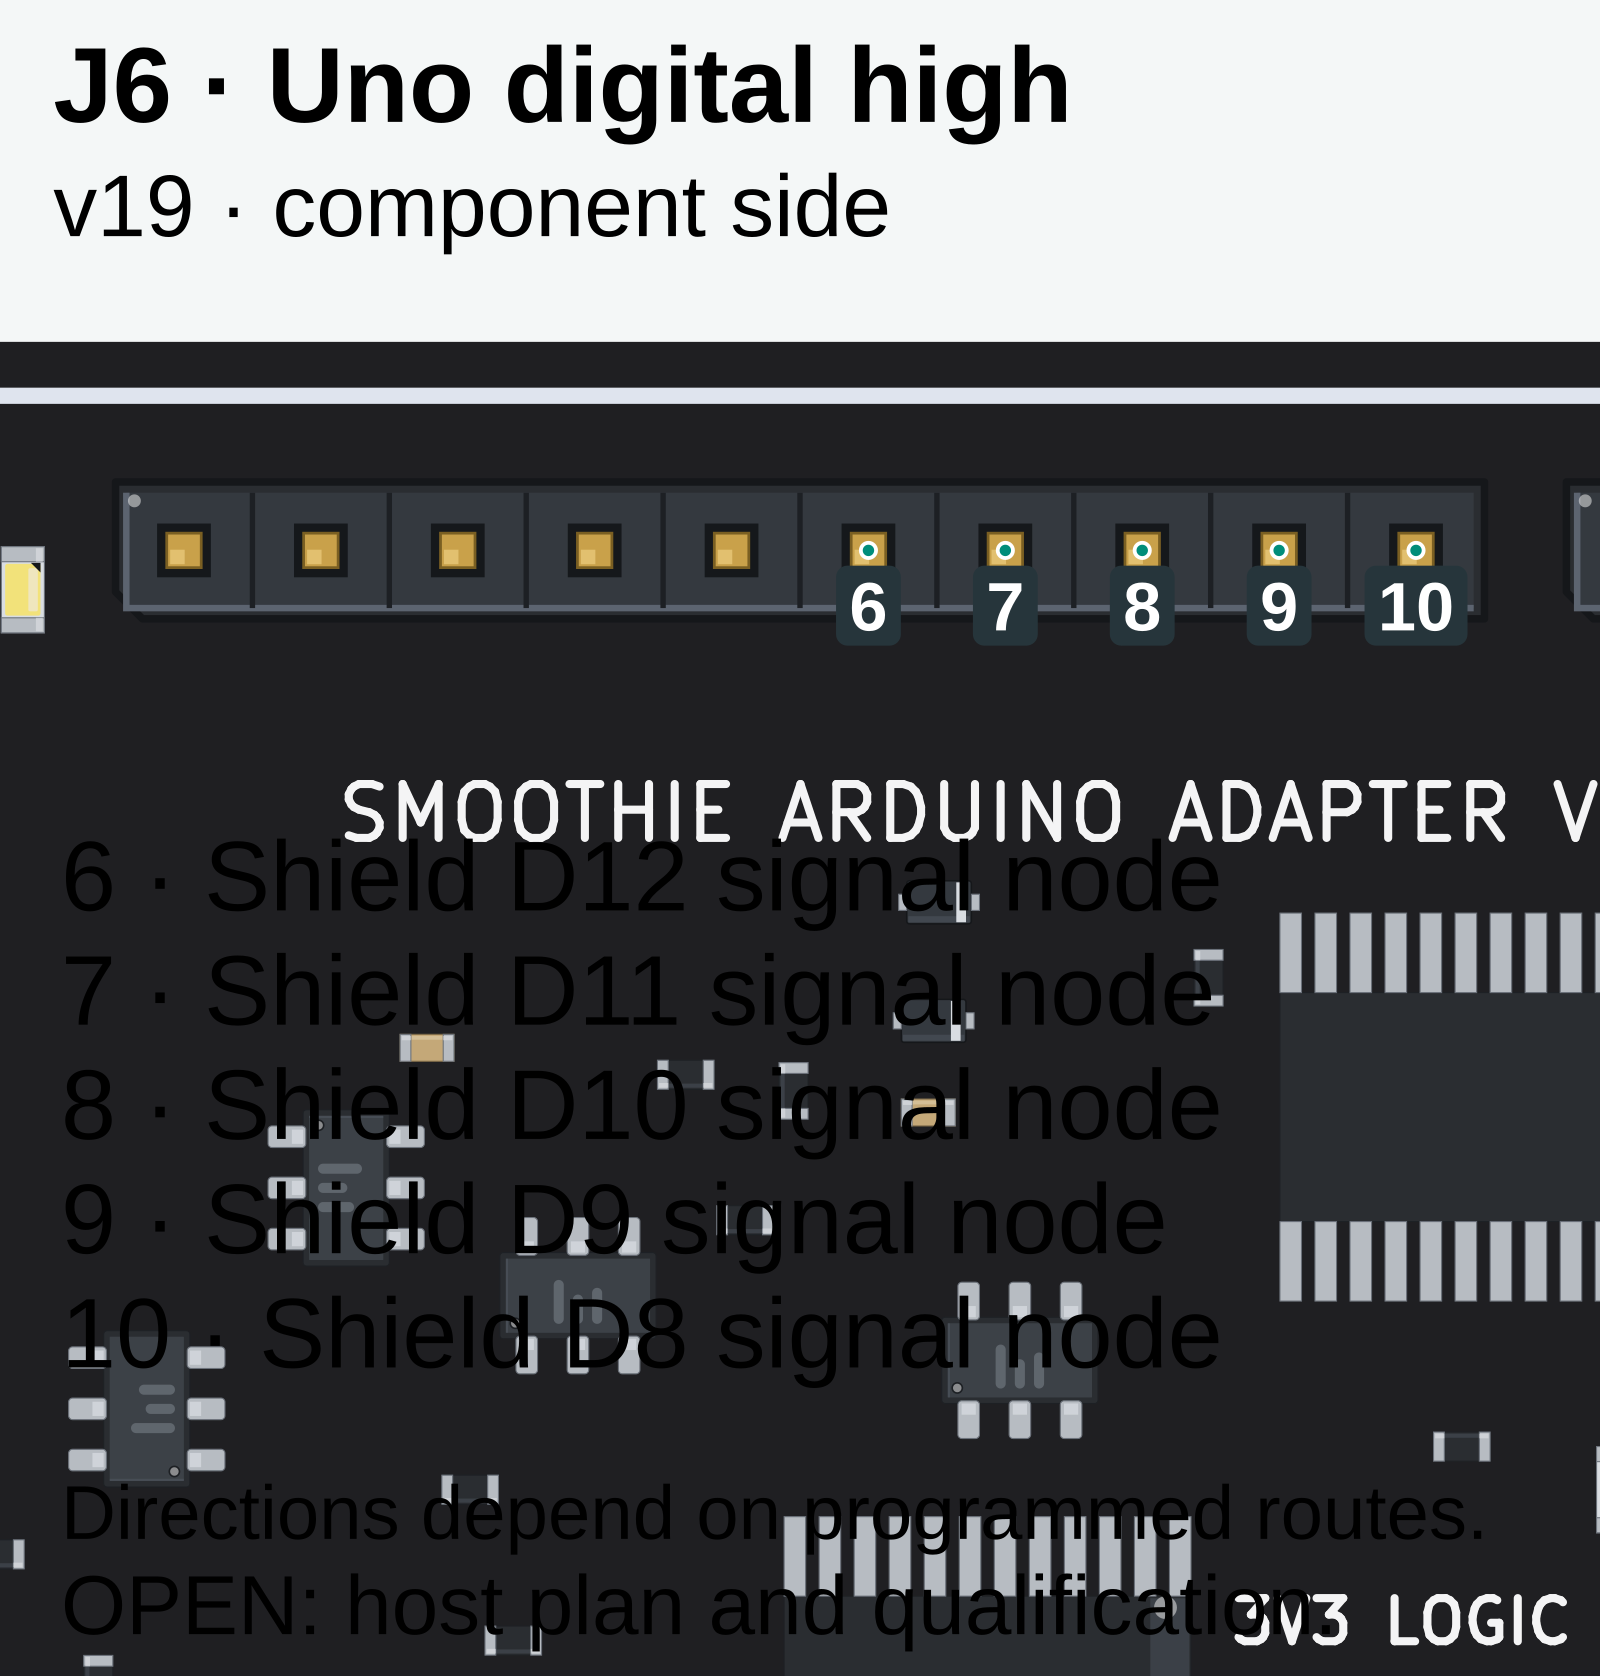 J6 · Uno digital high
v19 · component side
6 7 8 9 10
SMOOTHIE ARDUINO ADAPTER V
6 · Shield D12 signal node
7 · Shield D11 signal node
8 · Shield D10 signal node
9 · Shield D9 signal node
10 · Shield D8 signal node
Directions depend on programmed routes.
OPEN: host plan and qualification.
3V3 LOGIC